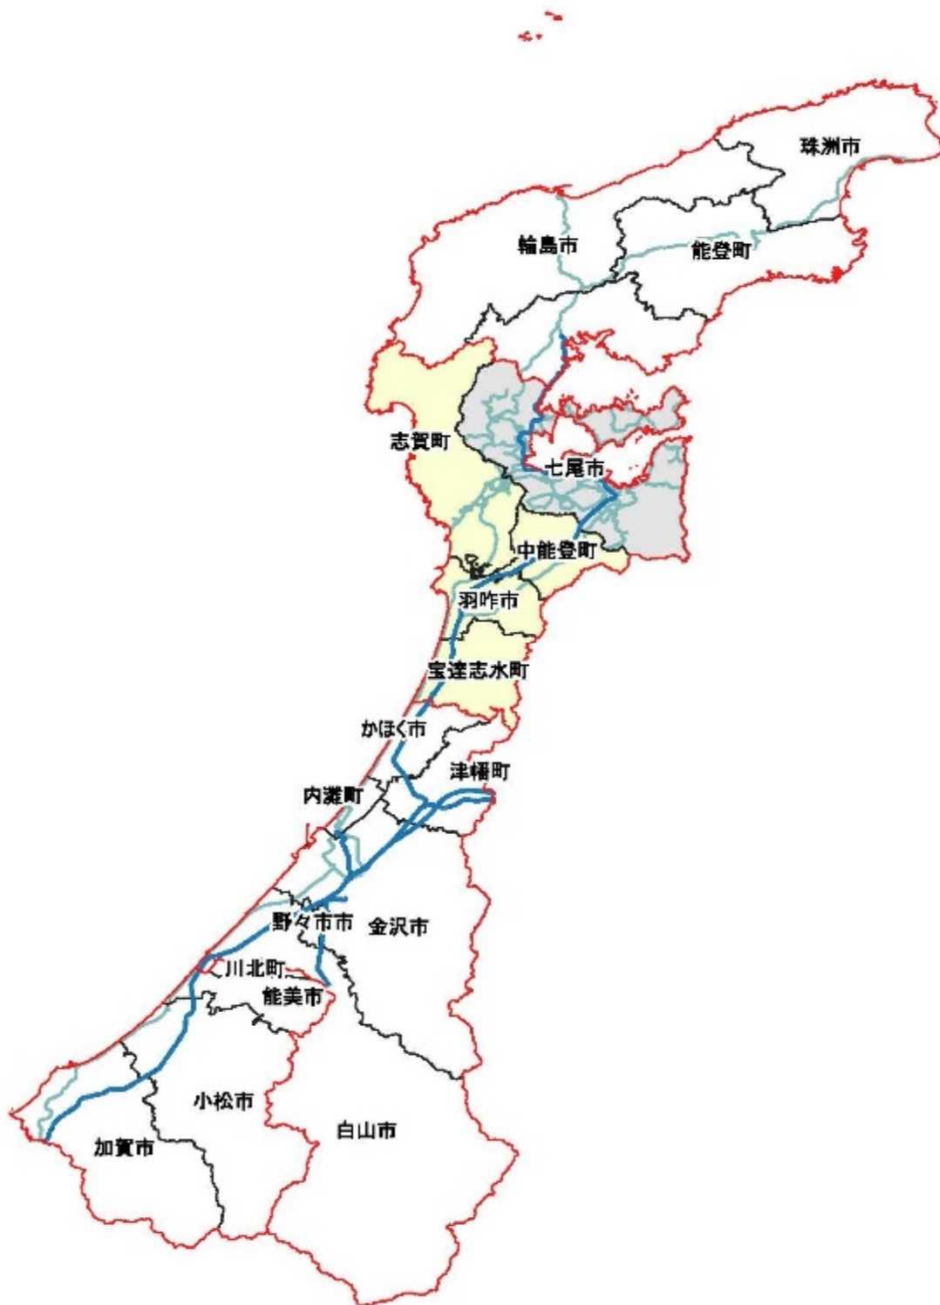 珠洲市
輪島市
能登町
志賀町
七尾市
中能登町
羽咋市
宝達志水町
かほく市
津幡町
内灘町
野々市市
金沢市
川北町
能美市
小松市
白山市
加賀市